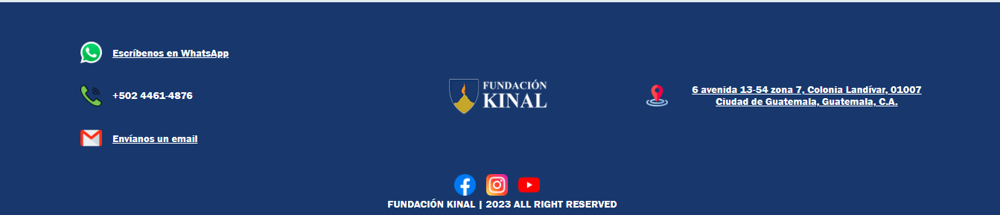 Escríbenos en WhatsApp
+502 4461-4876
Envíanos un email
FUNDACIÓN
KINAL
6 avenida 13-54 zona 7, Colonia Landívar, 01007
Ciudad de Guatemala, Guatemala, C.A.
FUNDACIÓN KINAL | 2023 ALL RIGHT RESERVED